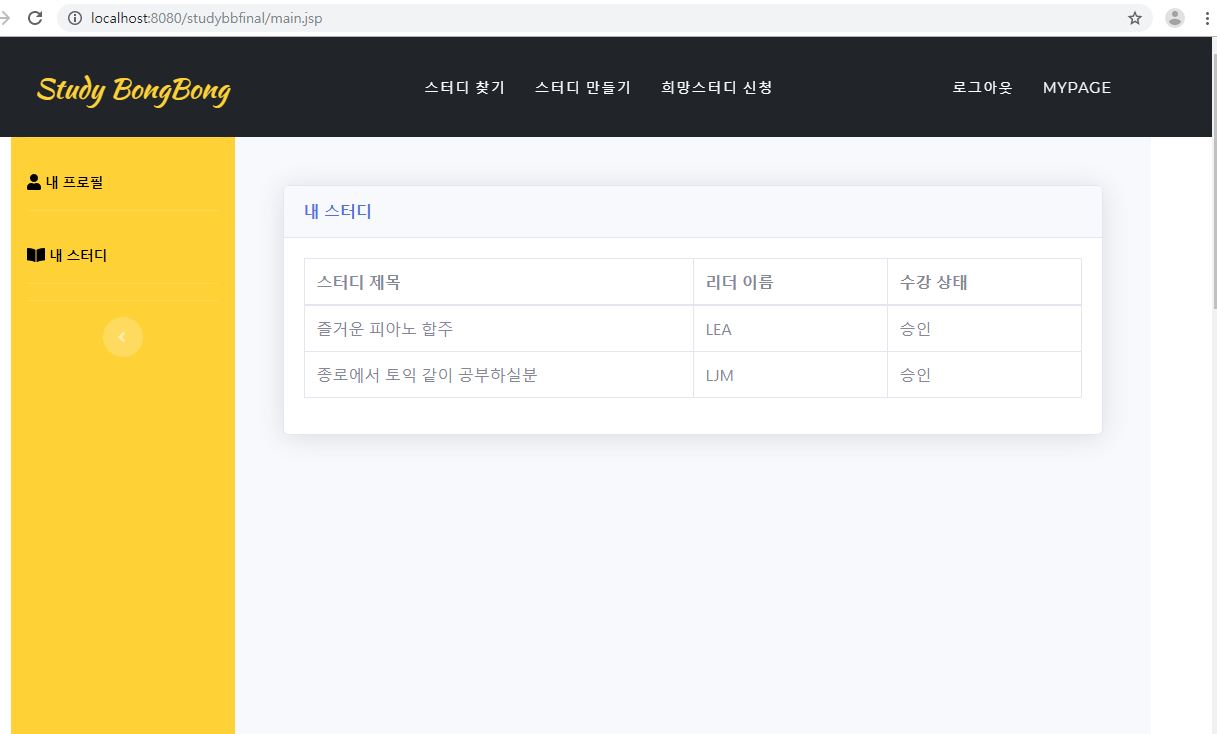 localhost:8080/studybbfinal/main.jsp
Study BongBong
스터디 찾기 스터디 만들기 희망스터디 신청 로그아웃 MYPAGE
내 프로필
내 스터디
내 스터디
스터디 제목 리더 이름 수강 상태
즐거운 피아노 합주 LEA 승인
종로에서 토익 같이 공부하실분 LJM 승인